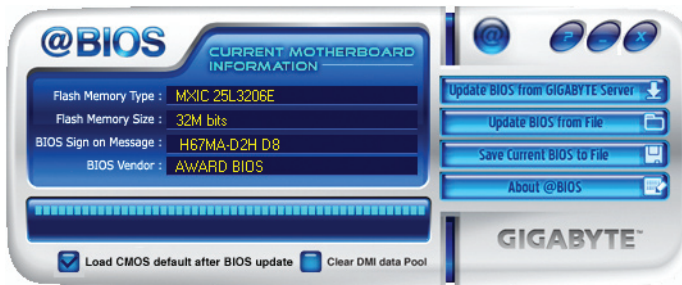 @BIOS
CURRENT MOTHERBOARD
INFORMATION
Flash Memory Type : MXIC 25L3206E
Flash Memory Size : 32M bits
BIOS Sign on Message : H67MA-D2H D8
BIOS Vendor : AWARD BIOS
Load CMOS default after BIOS update
Clear DMI data Pool
@ ? – X
Update BIOS from GIGABYTE Server
Update BIOS from File
Save Current BIOS to File
About @BIOS
GIGABYTE™